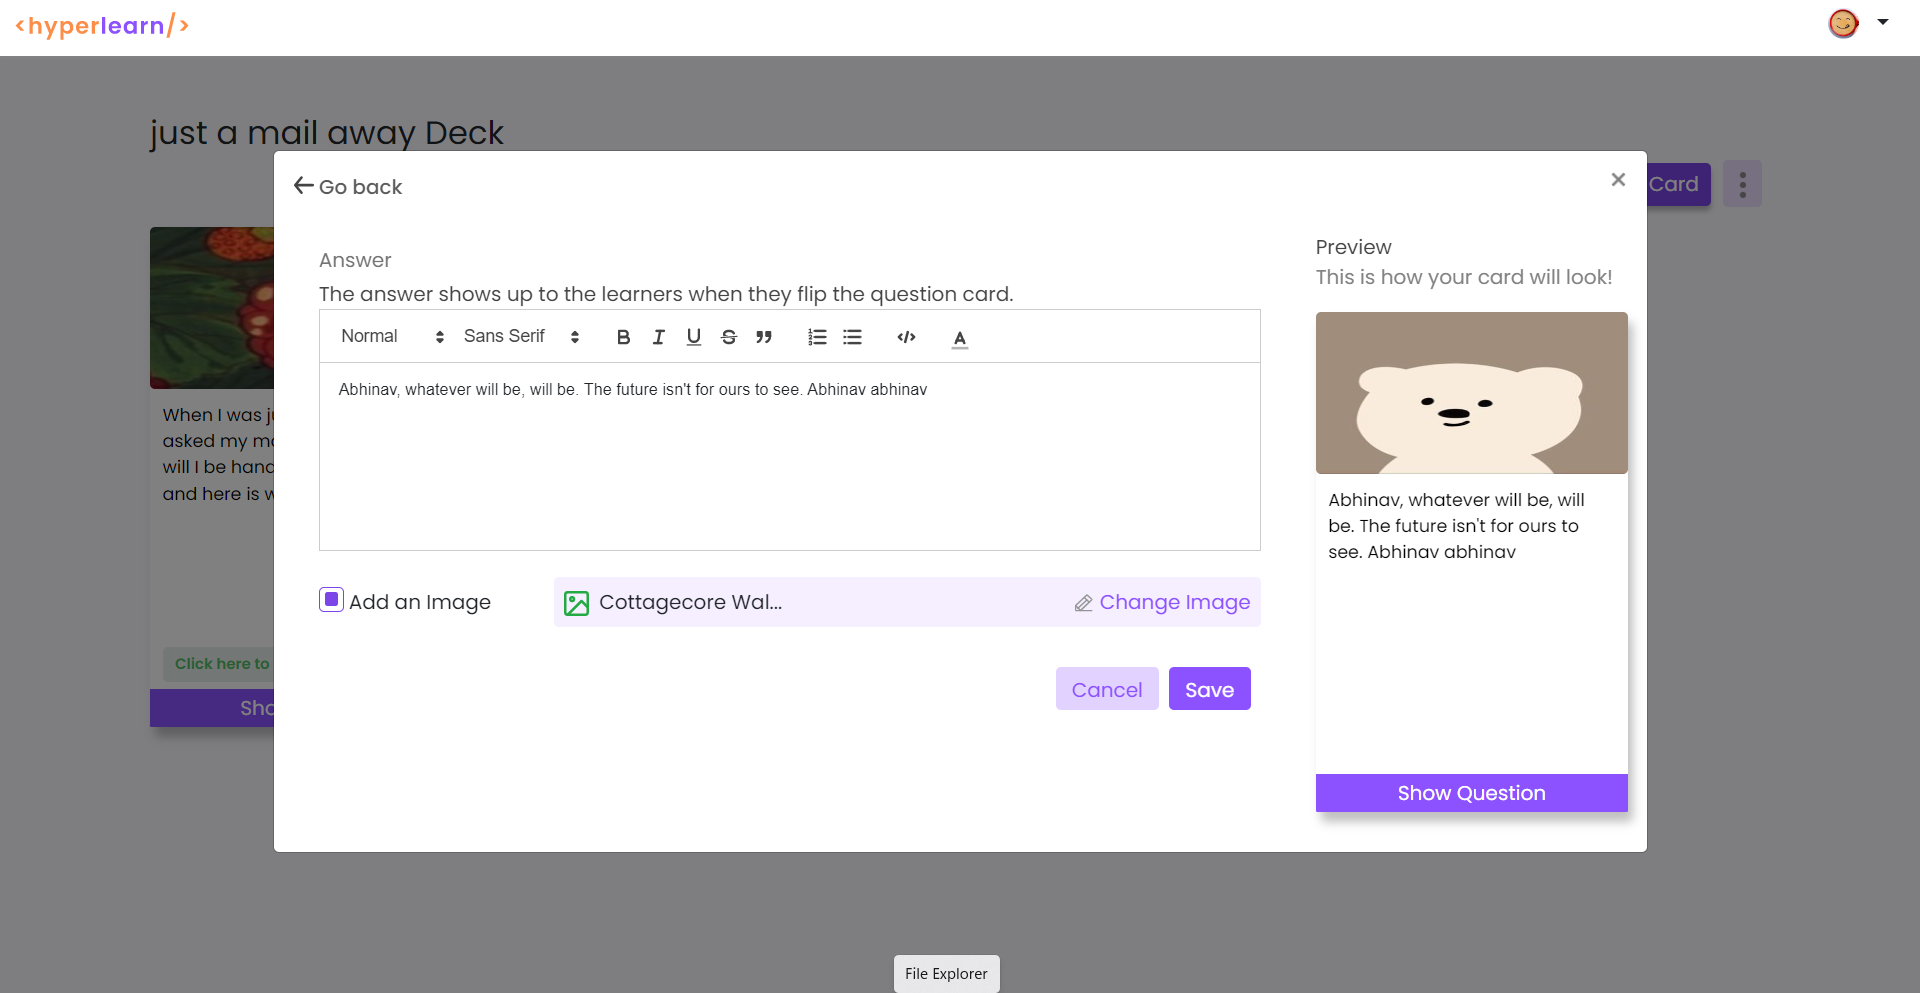 <hyperlearn/>
just a mail away Deck
Go back
×
Card
Answer
The answer shows up to the learners when they flip the question card.
Normal
Sans Serif
B I U S
A
Abhinav, whatever will be, will be. The future isn't for ours to see. Abhinav abhinav
Add an Image
Cottagecore Wal...
Change Image
Cancel
Save
Preview
This is how your card will look!
Abhinav, whatever will be, will
be. The future isn't for ours to
see. Abhinav abhinav
Show Question
When I was
asked my
will I be
and here is
Click here to
File Explorer